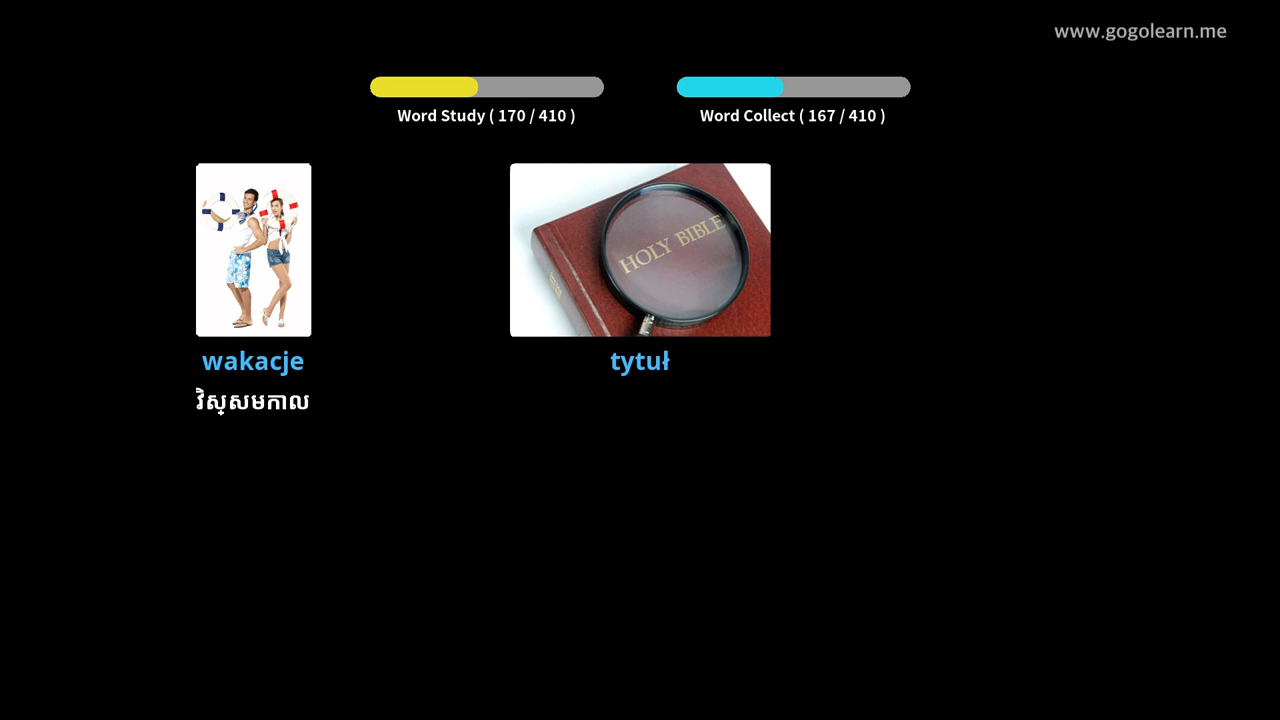 www.gogolearn.me
Word Study ( 170 / 410 )
Word Collect ( 167 / 410 )
HOLY BIBLE
wakacje
tytuł
វិស្សមកាល